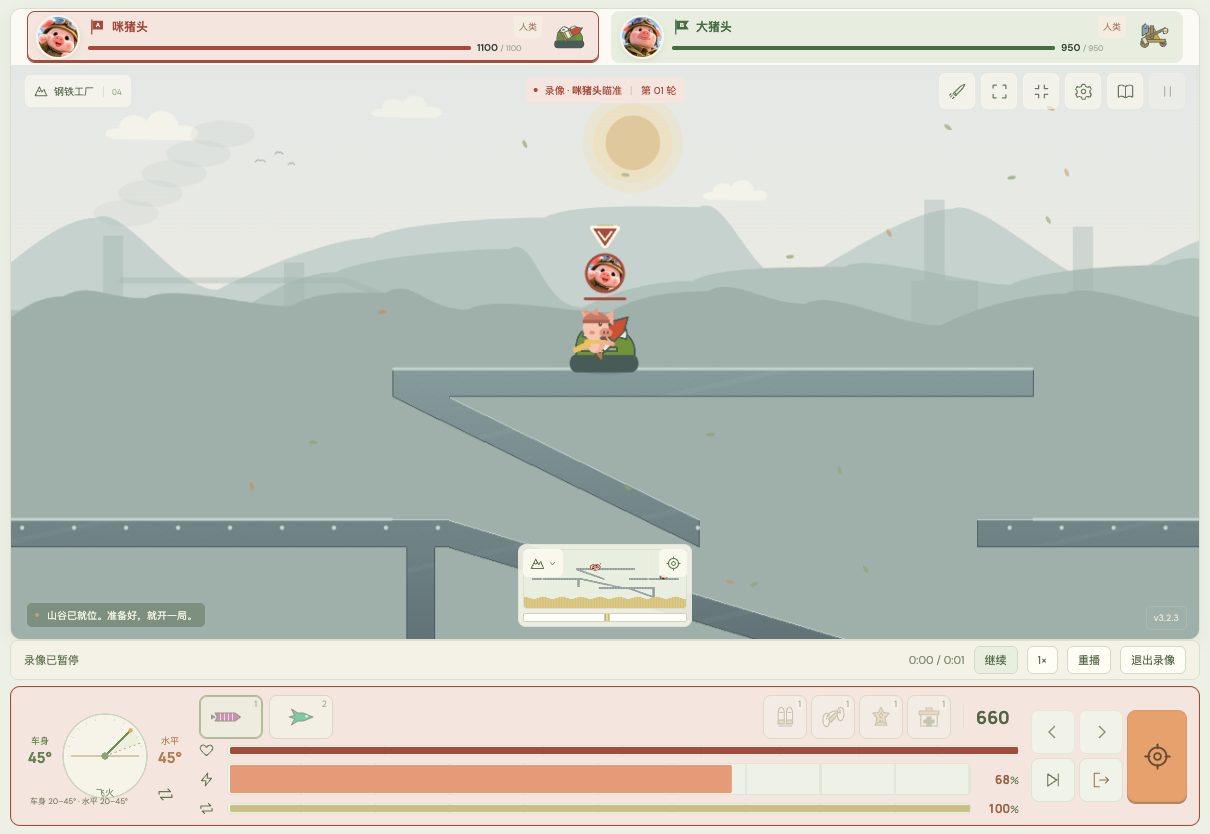 咪猪头
人类
1100 / 1100
大猪头
人类
950 / 950
钢铁工厂 04
录像 · 咪猪头瞄准 第 01 轮
山谷已就位。准备好，就开一局。
v3.2.3
录像已暂停
0:00 / 0:01
继续
1×
重播
退出录像
车身
45°
水平
45°
飞火
车身 20–45° · 水平 20–45°
1
2
1
1
1
1
660
68%
100%